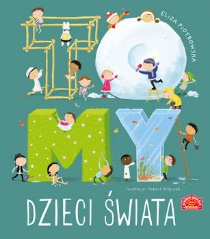 TO
ELIZA PIOTROWSKA
MY
DZIECI ŚWIATA